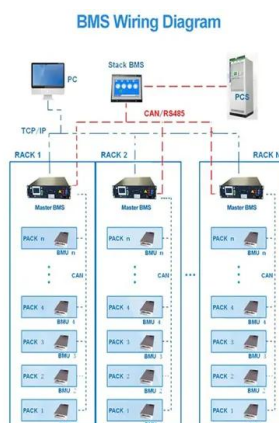 BMS Wiring Diagram
Stack BMS
PC
PCS
CAN/RS485
TCP/IP
RACK 1
RACK 2
RACK N
Master BMS
Master BMS
Master BMS
PACK n
PACK n
PACK n
BMU n
BMU n
BMU n
CAN
CAN
CAN
PACK 4
PACK 4
PACK 4
BMU 4
BMU 4
BMU 4
PACK 3
PACK 3
PACK 3
BMU 3
BMU 3
BMU 3
PACK 2
PACK 2
PACK 2
BMU 2
BMU 2
BMU 2
PACK 1
PACK 1
PACK 1